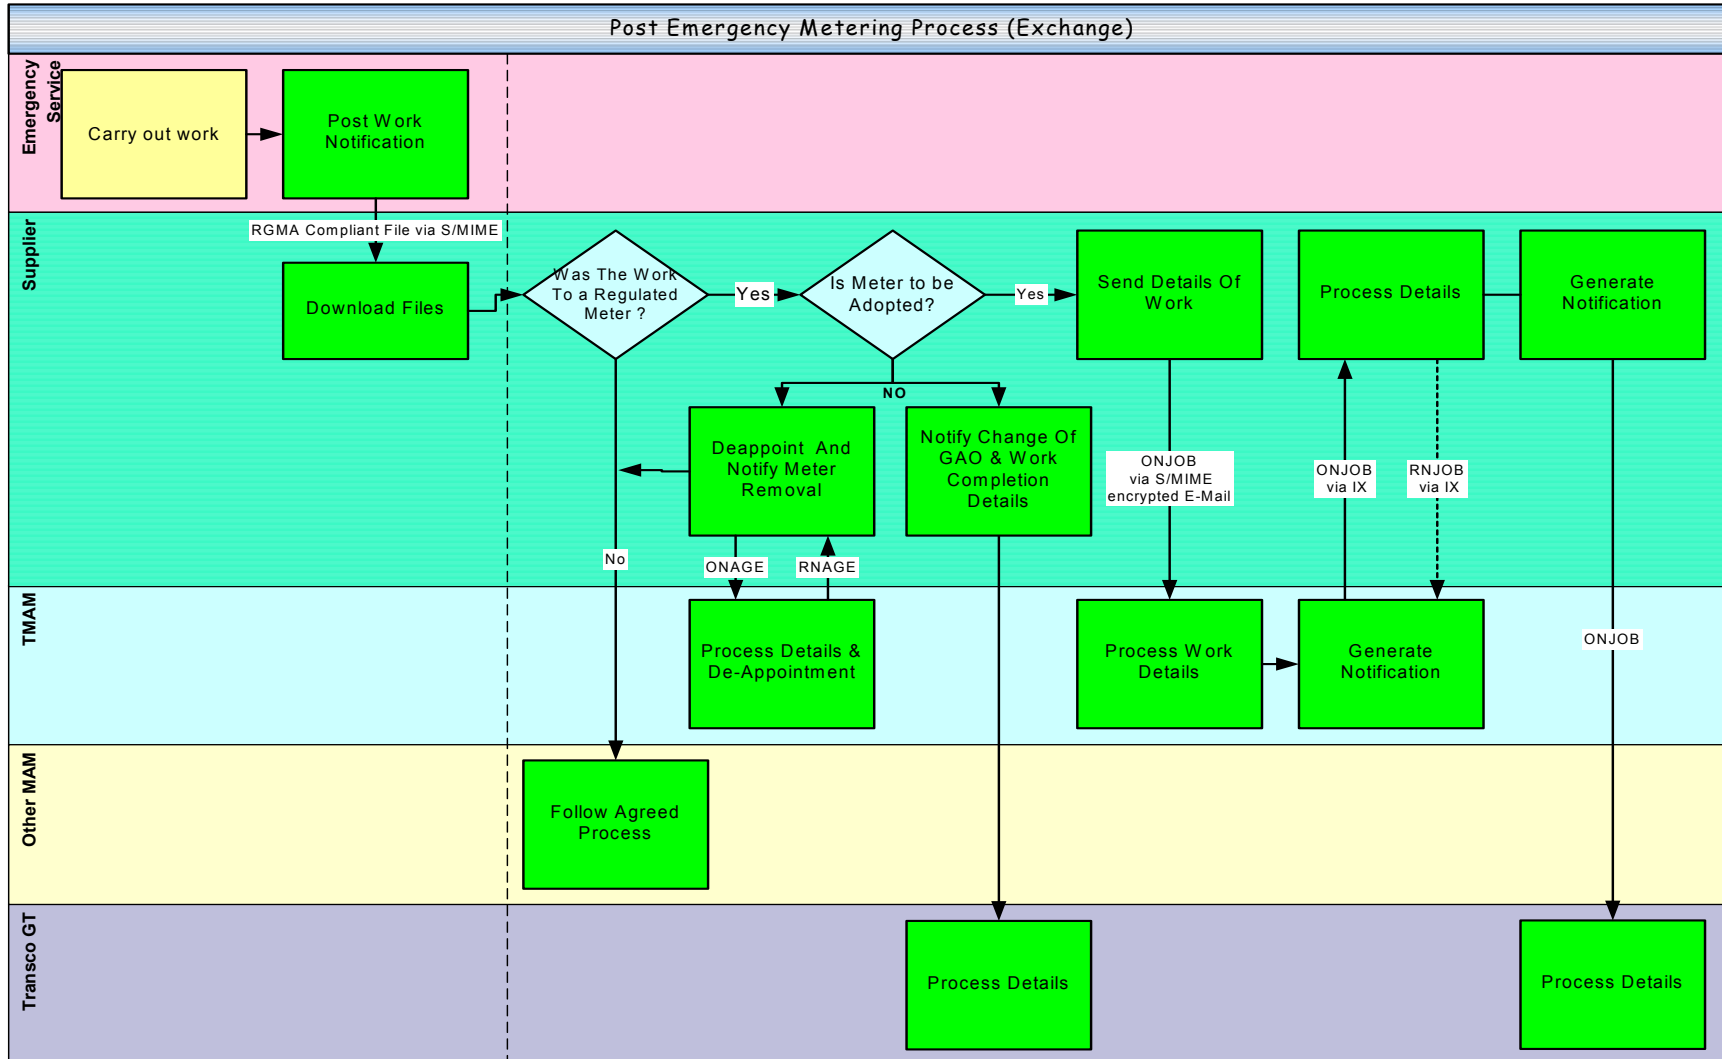 Post Emergency Metering Process (Exchange)
Emergency
Service
Carry out work
Post Work
Notification
RGMA Compliant File via S/MIME
Supplier
Download Files
Was The Work
To a Regulated
Meter ?
Yes
Is Meter to be
Adopted?
Yes
Send Details Of
Work
Process Details
Generate
Notification
NO
Deappoint And
Notify Meter
Removal
Notify Change Of
GAO & Work
Completion
Details
ONJOB
via S/MIME
encrypted E-Mail
ONJOB
via IX
RNJOB
via IX
No
ONAGE
RNAGE
TMAM
Process Details &
De-Appointment
Process Work
Details
Generate
Notification
ONJOB
Other MAM
Follow Agreed
Process
Transco GT
Process Details
Process Details